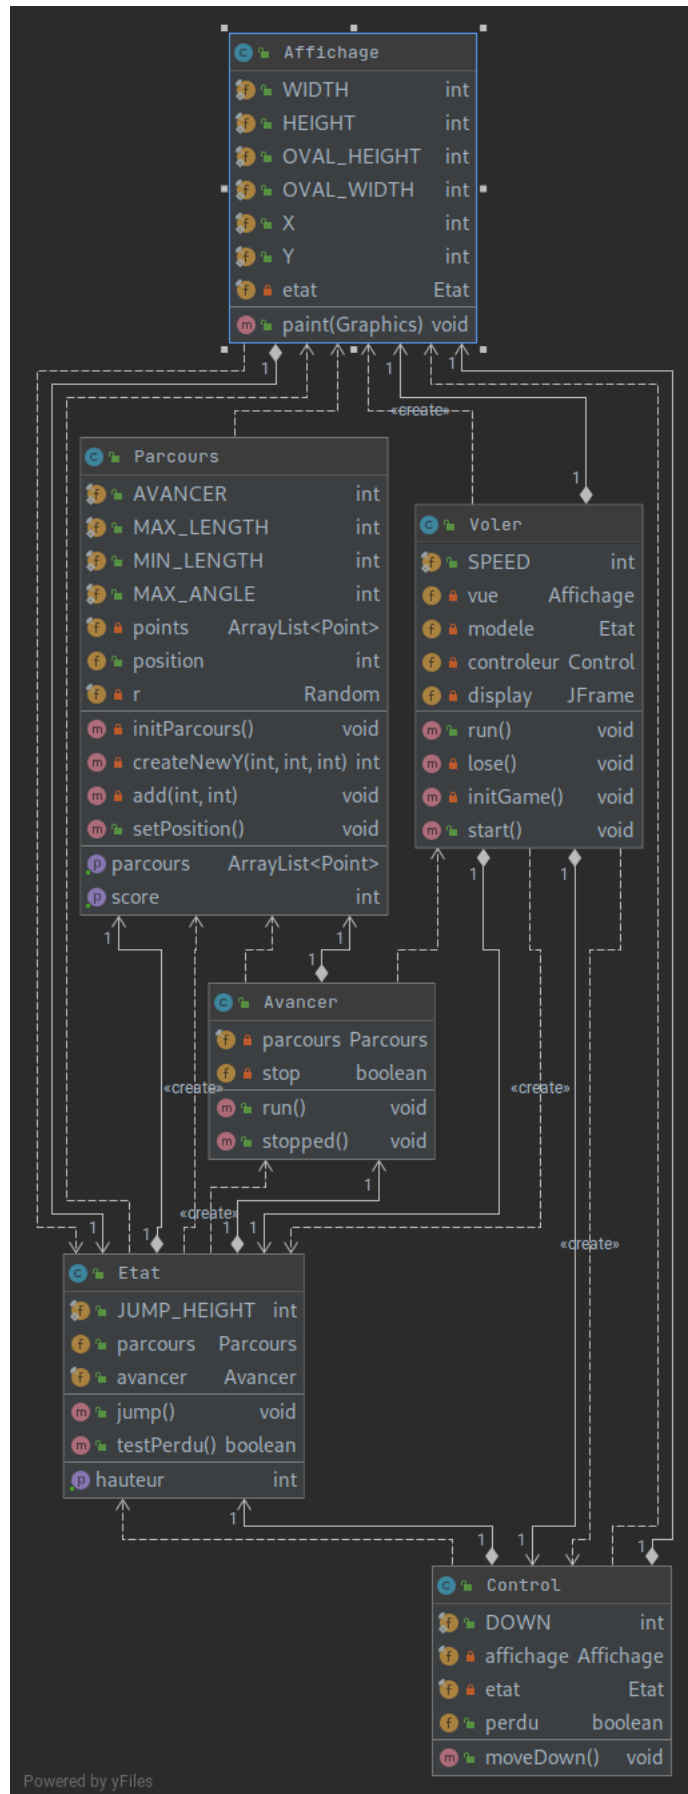 Affichage
WIDTH int
HEIGHT int
OVAL_HEIGHT int
OVAL_WIDTH int
X int
Y int
etat Etat
paint(Graphics) void
1
1
1
1
«create»
Parcours
AVANCER int
MAX_LENGTH int
MIN_LENGTH int
MAX_ANGLE int
points ArrayList<Point>
position int
r Random
initParcours() void
createNewY(int, int, int) int
add(int, int) void
setPosition() void
parcours ArrayList<Point>
score int
Voler
SPEED int
vue Affichage
modele Etat
controleur Control
display JFrame
run() void
lose() void
initGame() void
start() void
1
1
1
1
1
Avancer
parcours Parcours
stop boolean
run() void
stopped() void
«create»
«create»
1
«create»
1
1
1
1
«create»
Etat
JUMP_HEIGHT int
parcours Parcours
avancer Avancer
jump() void
testPerdu() boolean
hauteur int
1
1
1
1
Control
DOWN int
affichage Affichage
etat Etat
perdu boolean
moveDown() void
Powered by yFiles